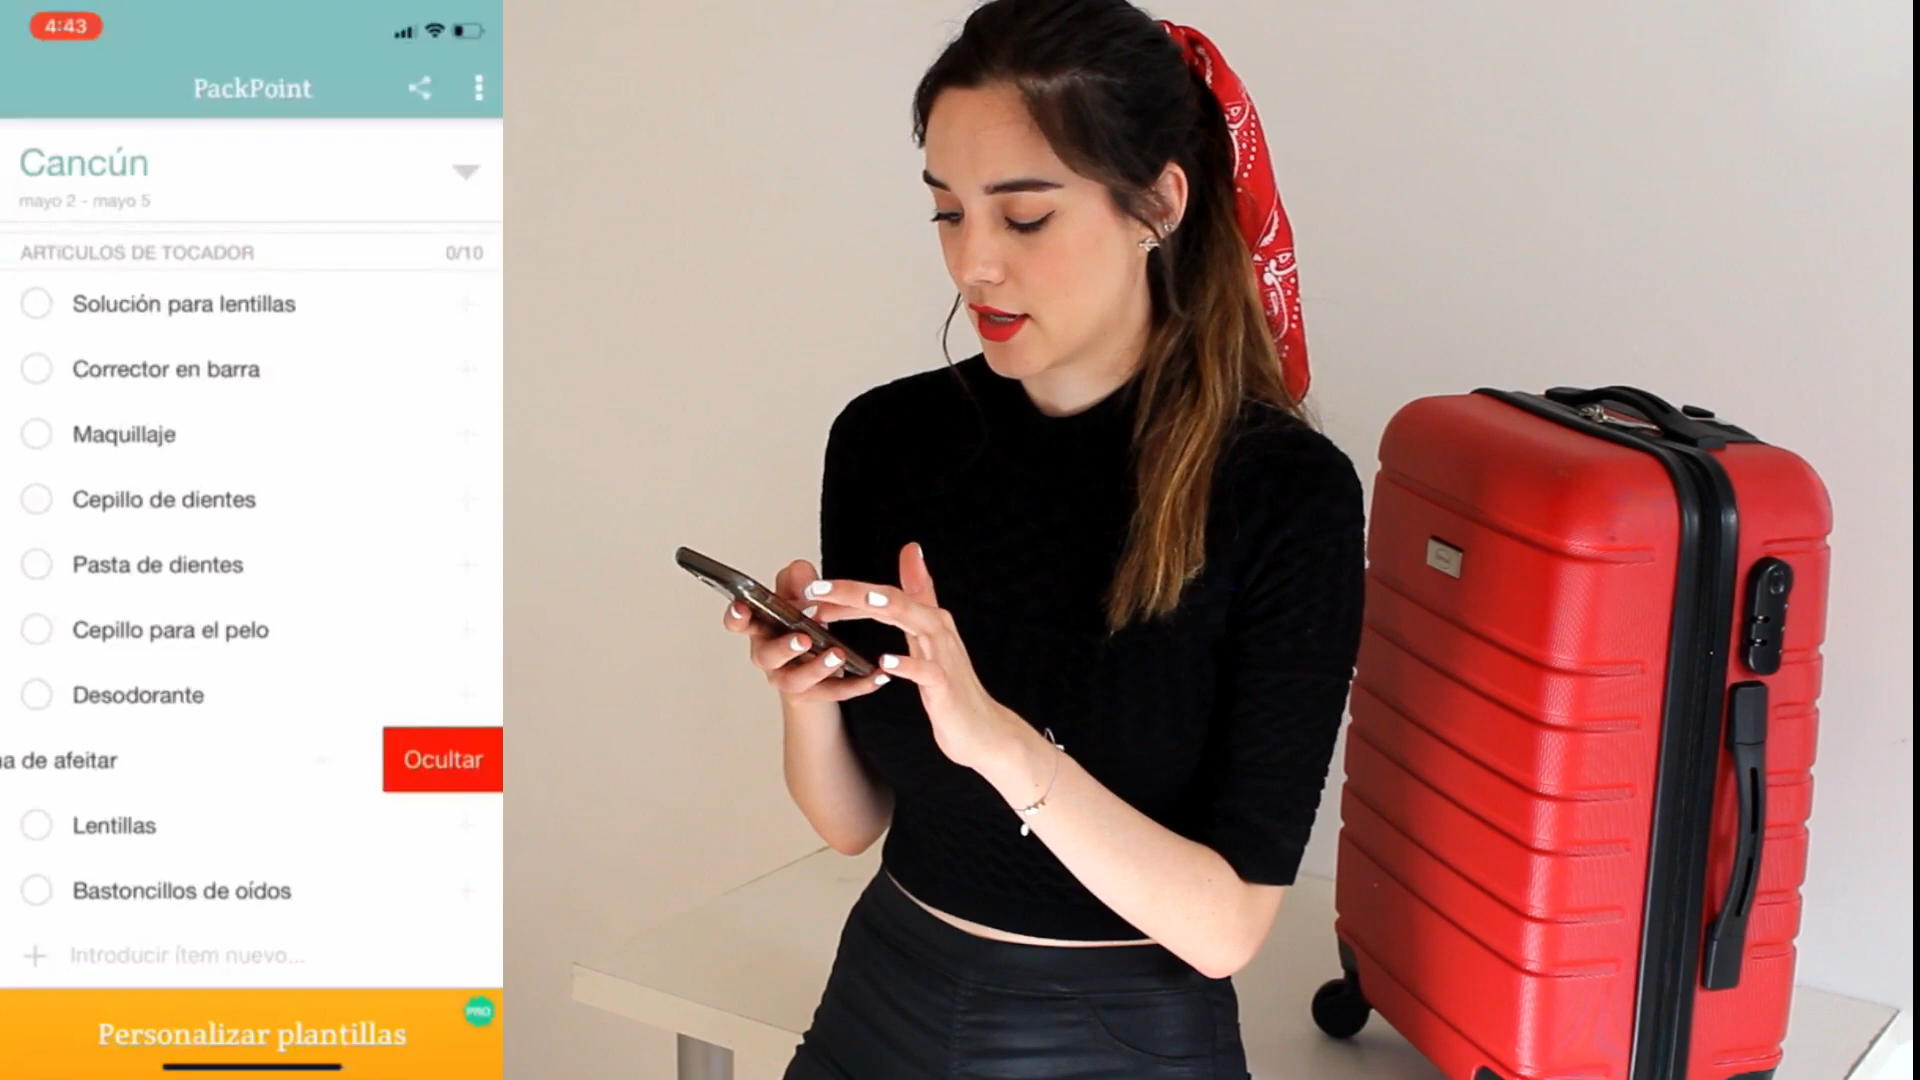 4:43
PackPoint
Cancún
mayo 2 - mayo 5
ARTíCULOS DE TOCADOR 0/10
Solución para lentillas
Corrector en barra
Maquillaje
Cepillo de dientes
Pasta de dientes
Cepillo para el pelo
Desodorante
a de afeitar Ocultar
Lentillas
Bastoncillos de oídos
Introducir ítem nuevo...
PRO
Personalizar plantillas